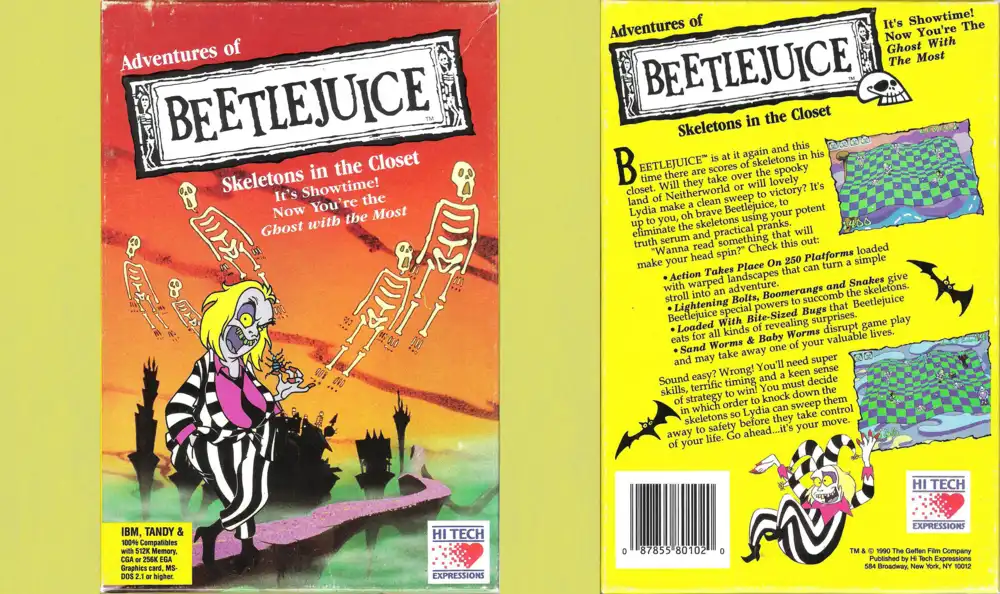 Adventures of
BEETLEJUICE
TM
Skeletons in the Closet
It's Showtime!
Now You're the
Ghost with the Most
IBM, TANDY &
100% Compatibles
with 512K Memory,
CGA or 256K EGA
Graphics card, MS-
DOS 2.1 or higher.
HI TECH
EXPRESSIONS
Adventures of
BEETLEJUICE
TM
It's Showtime!
Now You're The
Ghost With
The Most
Skeletons in the Closet
BEETLEJUICE™ is at it again and this
time there are scores of skeletons in his
closet. Will they take over the spooky
land of Neitherworld or will lovely
Lydia make a clean sweep to victory? It's
up to you, oh brave Beetlejuice, to
eliminate the skeletons using your potent
truth serum and practical pranks.
"Wanna read something that will
make your head spin?" Check this out:
• Action Takes Place On 250 Platforms loaded
with warped landscapes that can turn a simple
stroll into an adventure.
• Lightening Bolts, Boomerangs and Snakes give
Beetlejuice special powers to succomb the skeletons.
• Loaded With Bite-Sized Bugs that Beetlejuice
eats for all kinds of revealing surprises.
• Sand Worms & Baby Worms disrupt game play
and may take away one of your valuable lives.
Sound easy? Wrong! You'll need super
skills, terrific timing and a keen sense
of strategy to win! You must decide
in which order to knock down the
skeletons so Lydia can sweep them
away to safety before they take control
of your life. Go ahead...it's your move.
0 87855 80102 0
HI TECH
EXPRESSIONS
TM & © 1990 The Geffen Film Company
Published by Hi Tech Expressions
584 Broadway, New York, NY 10012